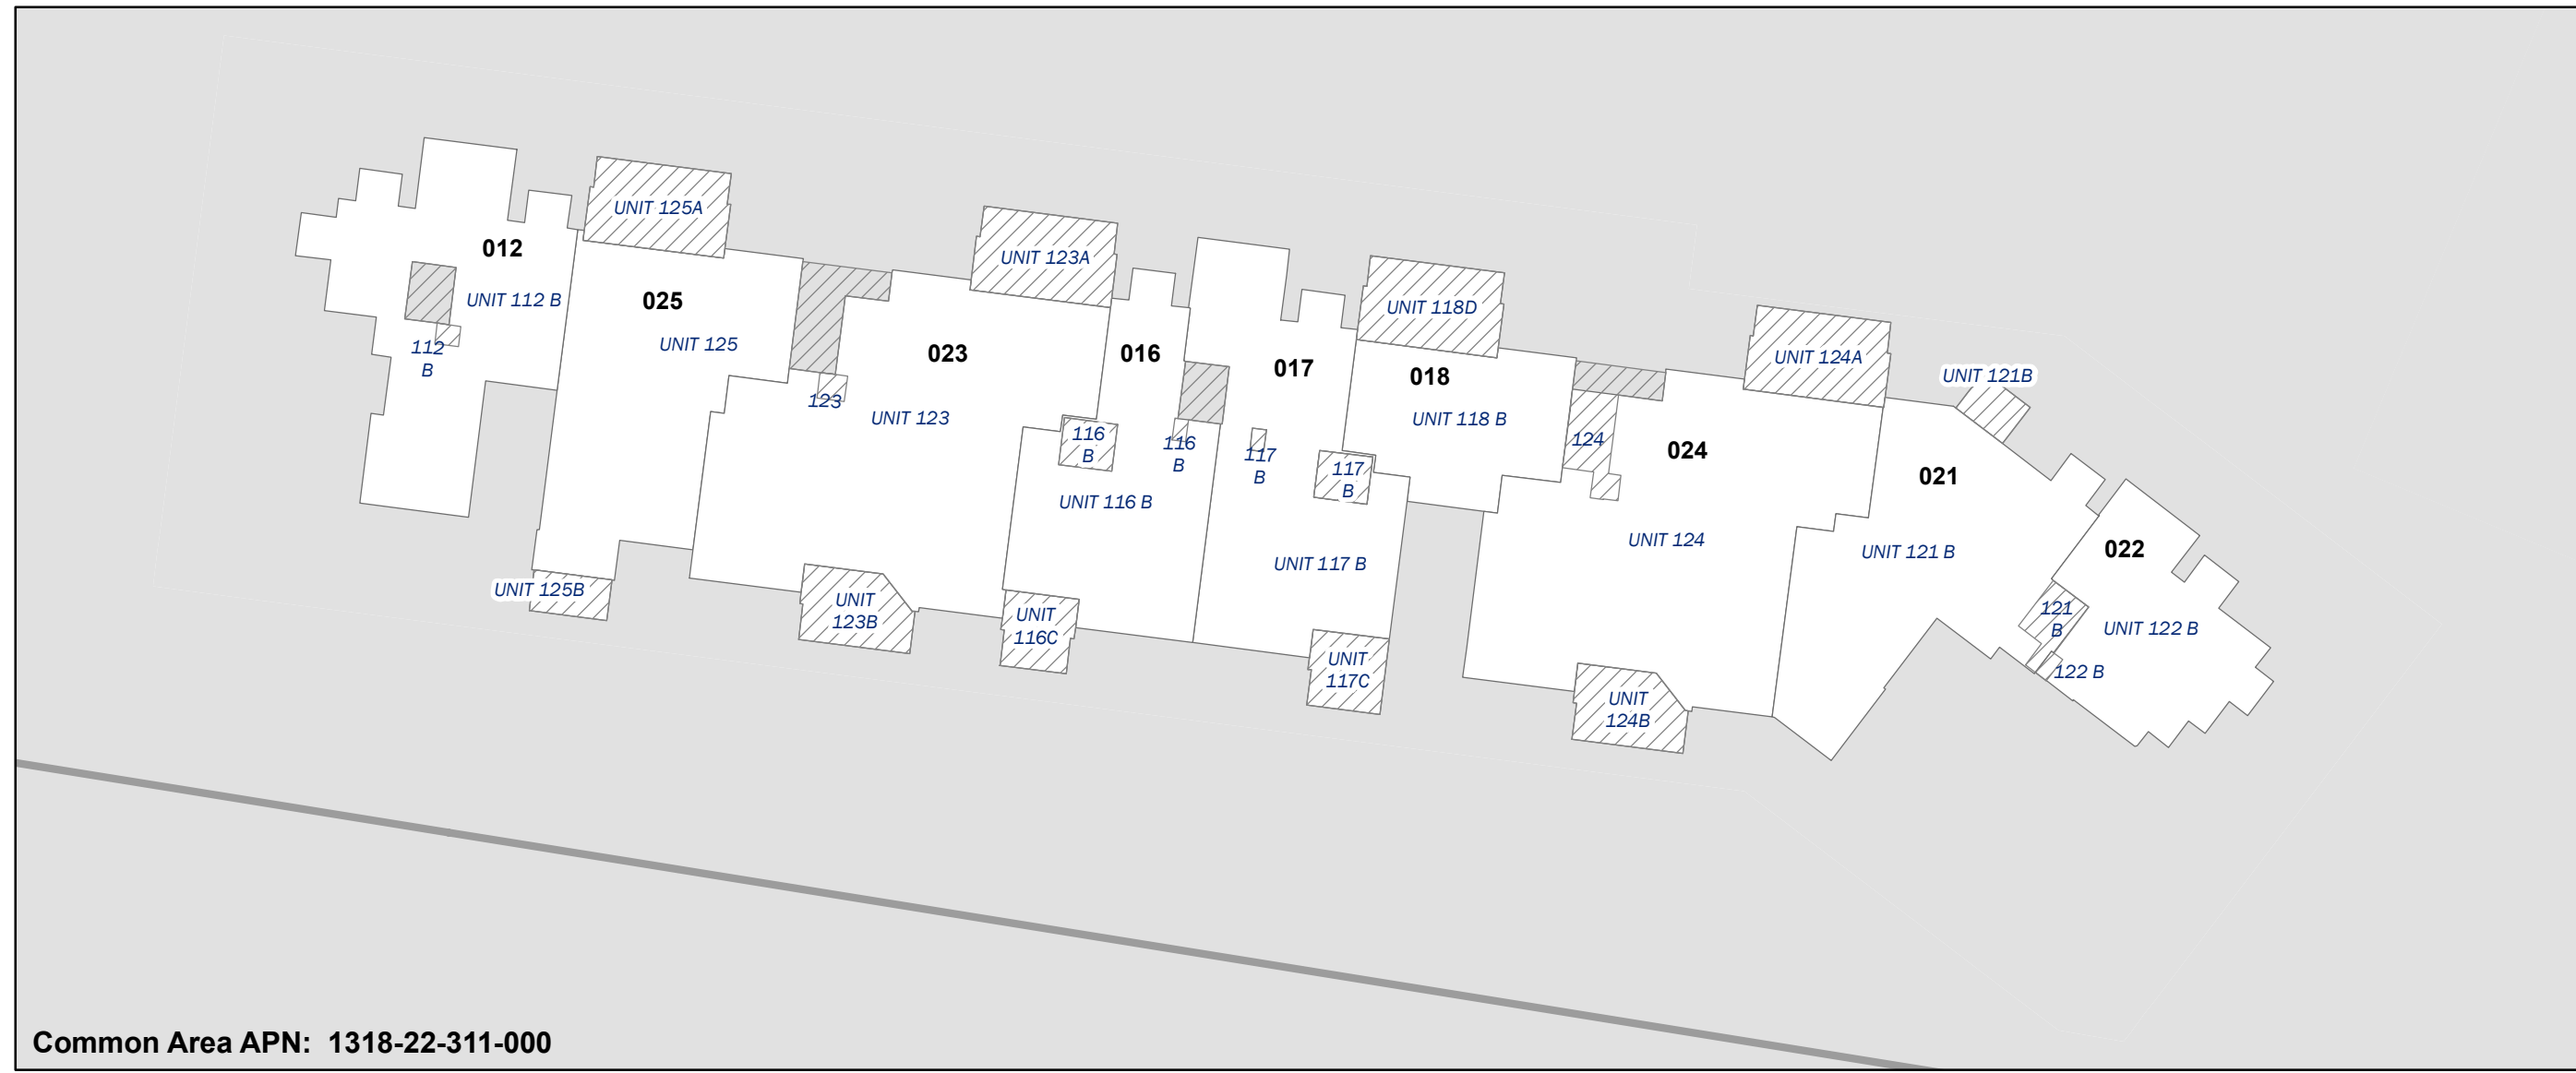 UNIT 125A
012
UNIT 112 B
112
B
025
UNIT 125
UNIT 125B
123
023
UNIT 123
UNIT 123A
UNIT
123B
016
116
B
116
B
UNIT 116 B
UNIT
116C
017
117
B
117
B
UNIT 117 B
UNIT
117C
UNIT 118D
018
UNIT 118 B
124
024
UNIT 124
UNIT 124A
UNIT
124B
UNIT 121B
021
UNIT 121 B
121
B
022
UNIT 122 B
122 B
Common Area APN: 1318-22-311-000